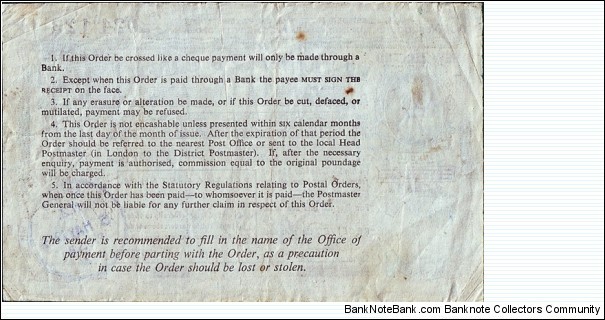 1. If this Order be crossed like a cheque payment will only be made through a
Bank.
2. Except when this Order is paid through a Bank the payee MUST SIGN THE
RECEIPT on the face.
3. If any erasure or alteration be made, or if this Order be cut, defaced, or
mutilated, payment may be refused.
4. This Order is not encashable unless presented within six calendar months
from the last day of the month of issue. After the expiration of that period the
Order should be referred to the nearest Post Office or sent to the local Head
Postmaster (in London to the District Postmaster). If, after the necessary
enquiry, payment is authorised, commission equal to the original poundage
will be charged.
5. In accordance with the Statutory Regulations relating to Postal Orders,
when once this Order has been paid—to whomsoever it is paid—the Postmaster
General will not be liable for any further claim in respect of this Order.
The sender is recommended to fill in the name of the Office of
payment before parting with the Order, as a precaution
in case the Order should be lost or stolen.
BankNoteBank.com - Banknote Collectors Community